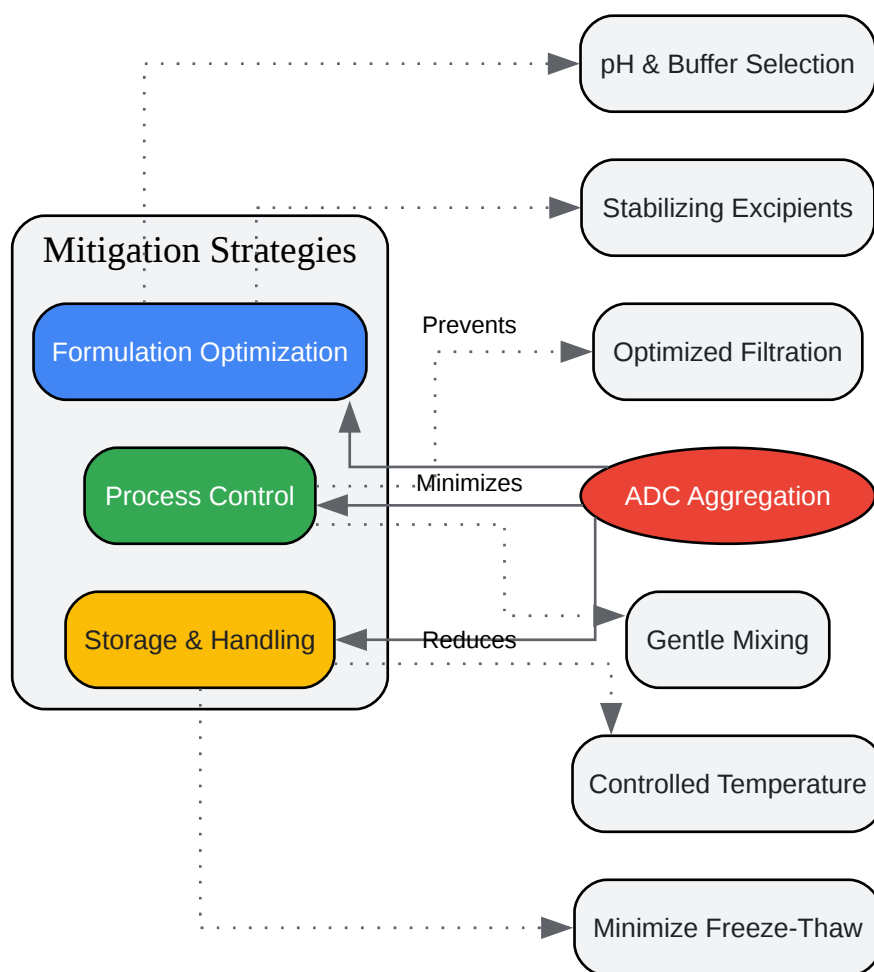 pH & Buffer Selection
Stabilizing Excipients
Mitigation Strategies
Prevents
Formulation Optimization
Optimized Filtration
Minimizes
Process Control
ADC Aggregation
Storage & Handling
Reduces
Gentle Mixing
Controlled Temperature
Minimize Freeze-Thaw